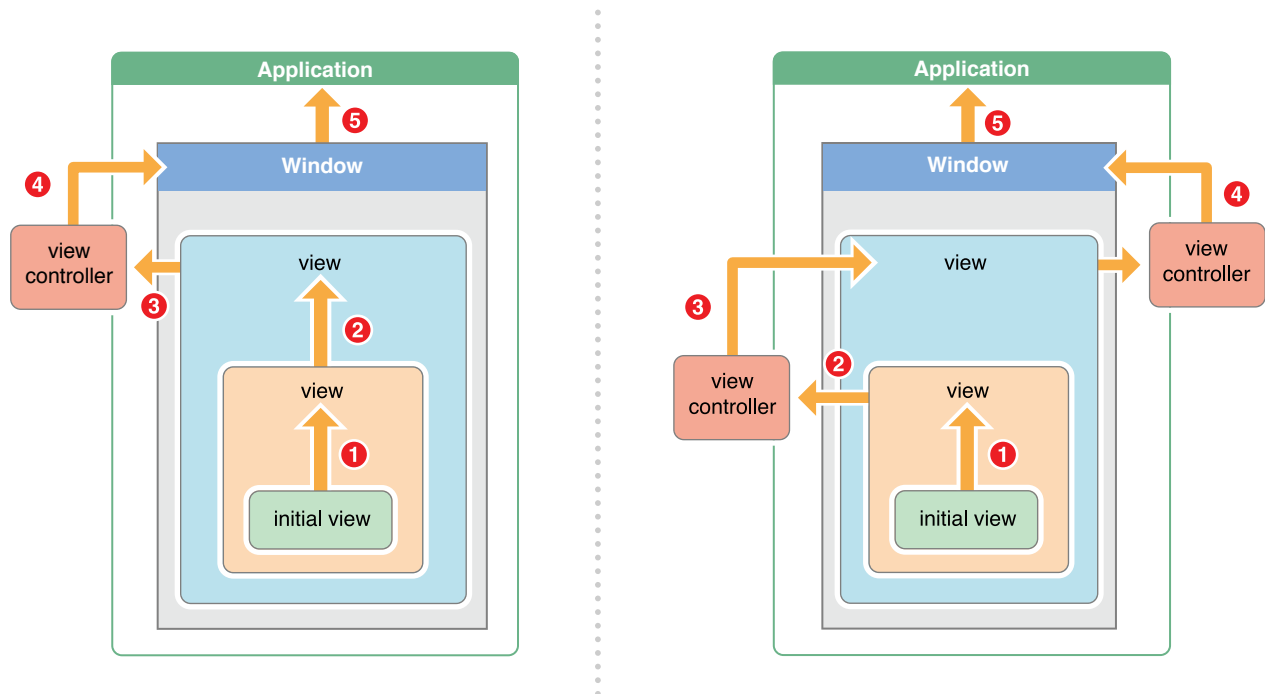 Application
5
Window
4
view
controller
view
3
2
view
1
initial view
Application
5
Window
4
view
controller
view
3
view
controller
2
view
1
initial view